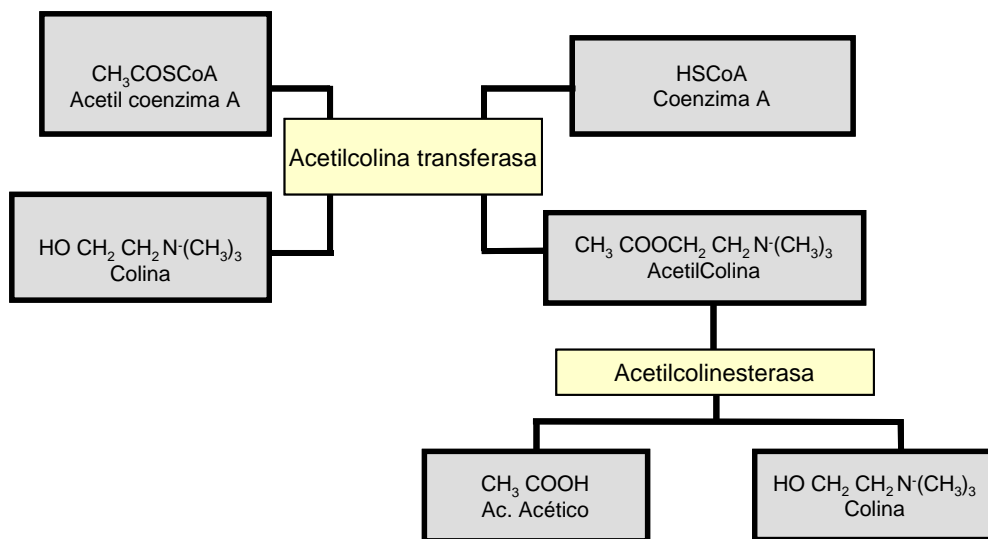 CH₃COSCoA
Acetil coenzima A
HSCoA
Coenzima A
Acetilcolina transferasa
HO CH₂ CH₂ N⁻(CH₃)₃
Colina
CH₃ COOCH₂ CH₂ N⁻(CH₃)₃
AcetilColina
Acetilcolinesterasa
CH₃ COOH
Ac. Acético
HO CH₂ CH₂ N⁻(CH₃)₃
Colina